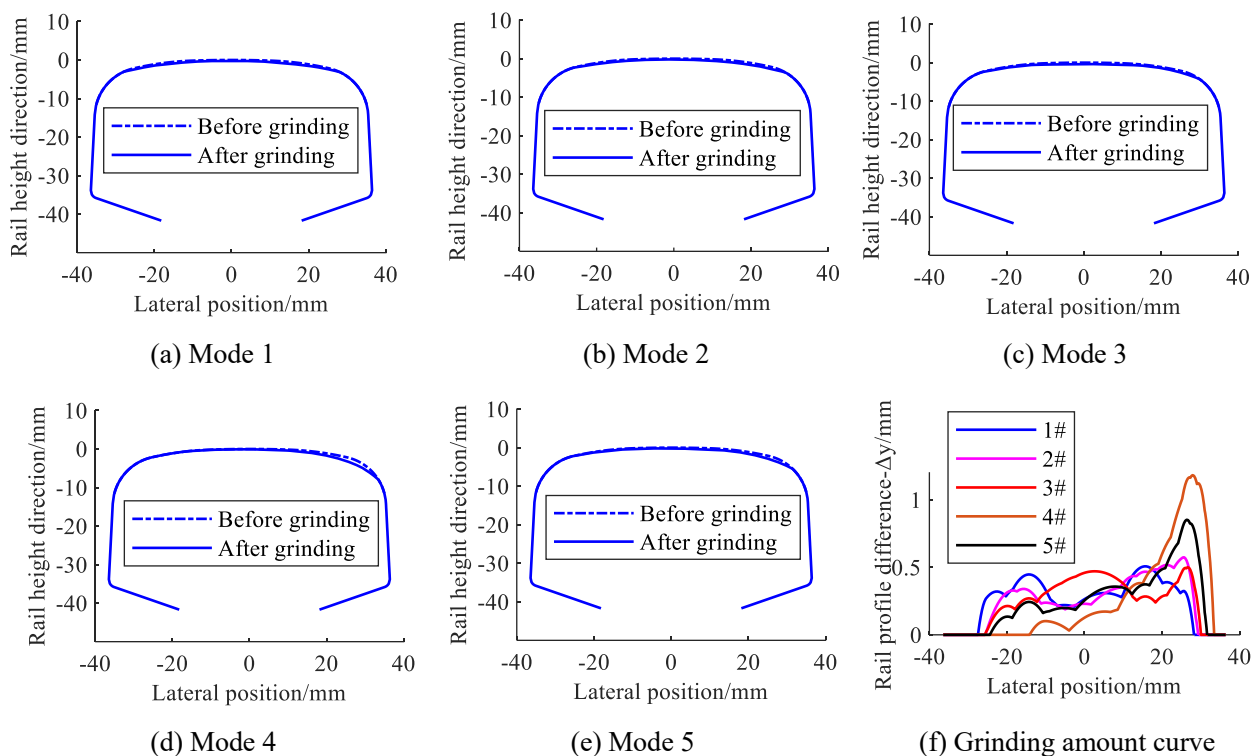 10
0
-10
-20
-30
-40
Rail height direction/mm
Before grinding
After grinding
-40 -20 0 20 40
Lateral position/mm
(a) Mode 1
10
0
-10
-20
-30
-40
Rail height direction/mm
Before grinding
After grinding
-40 -20 0 20 40
Lateral position/mm
(b) Mode 2
10
0
-10
-20
-30
-40
Rail height direction/mm
Before grinding
After grinding
-40 -20 0 20 40
Lateral position/mm
(c) Mode 3
10
0
-10
-20
-30
-40
Rail height direction/mm
Before grinding
After grinding
-40 -20 0 20 40
Lateral position/mm
(d) Mode 4
10
0
-10
-20
-30
-40
Rail height direction/mm
Before grinding
After grinding
-40 -20 0 20 40
Lateral position/mm
(e) Mode 5
Rail profile difference-Δy/mm
1#
2#
3#
4#
5#
1
0.5
0
-40 -20 0 20 40
Lateral position/mm
(f) Grinding amount curve